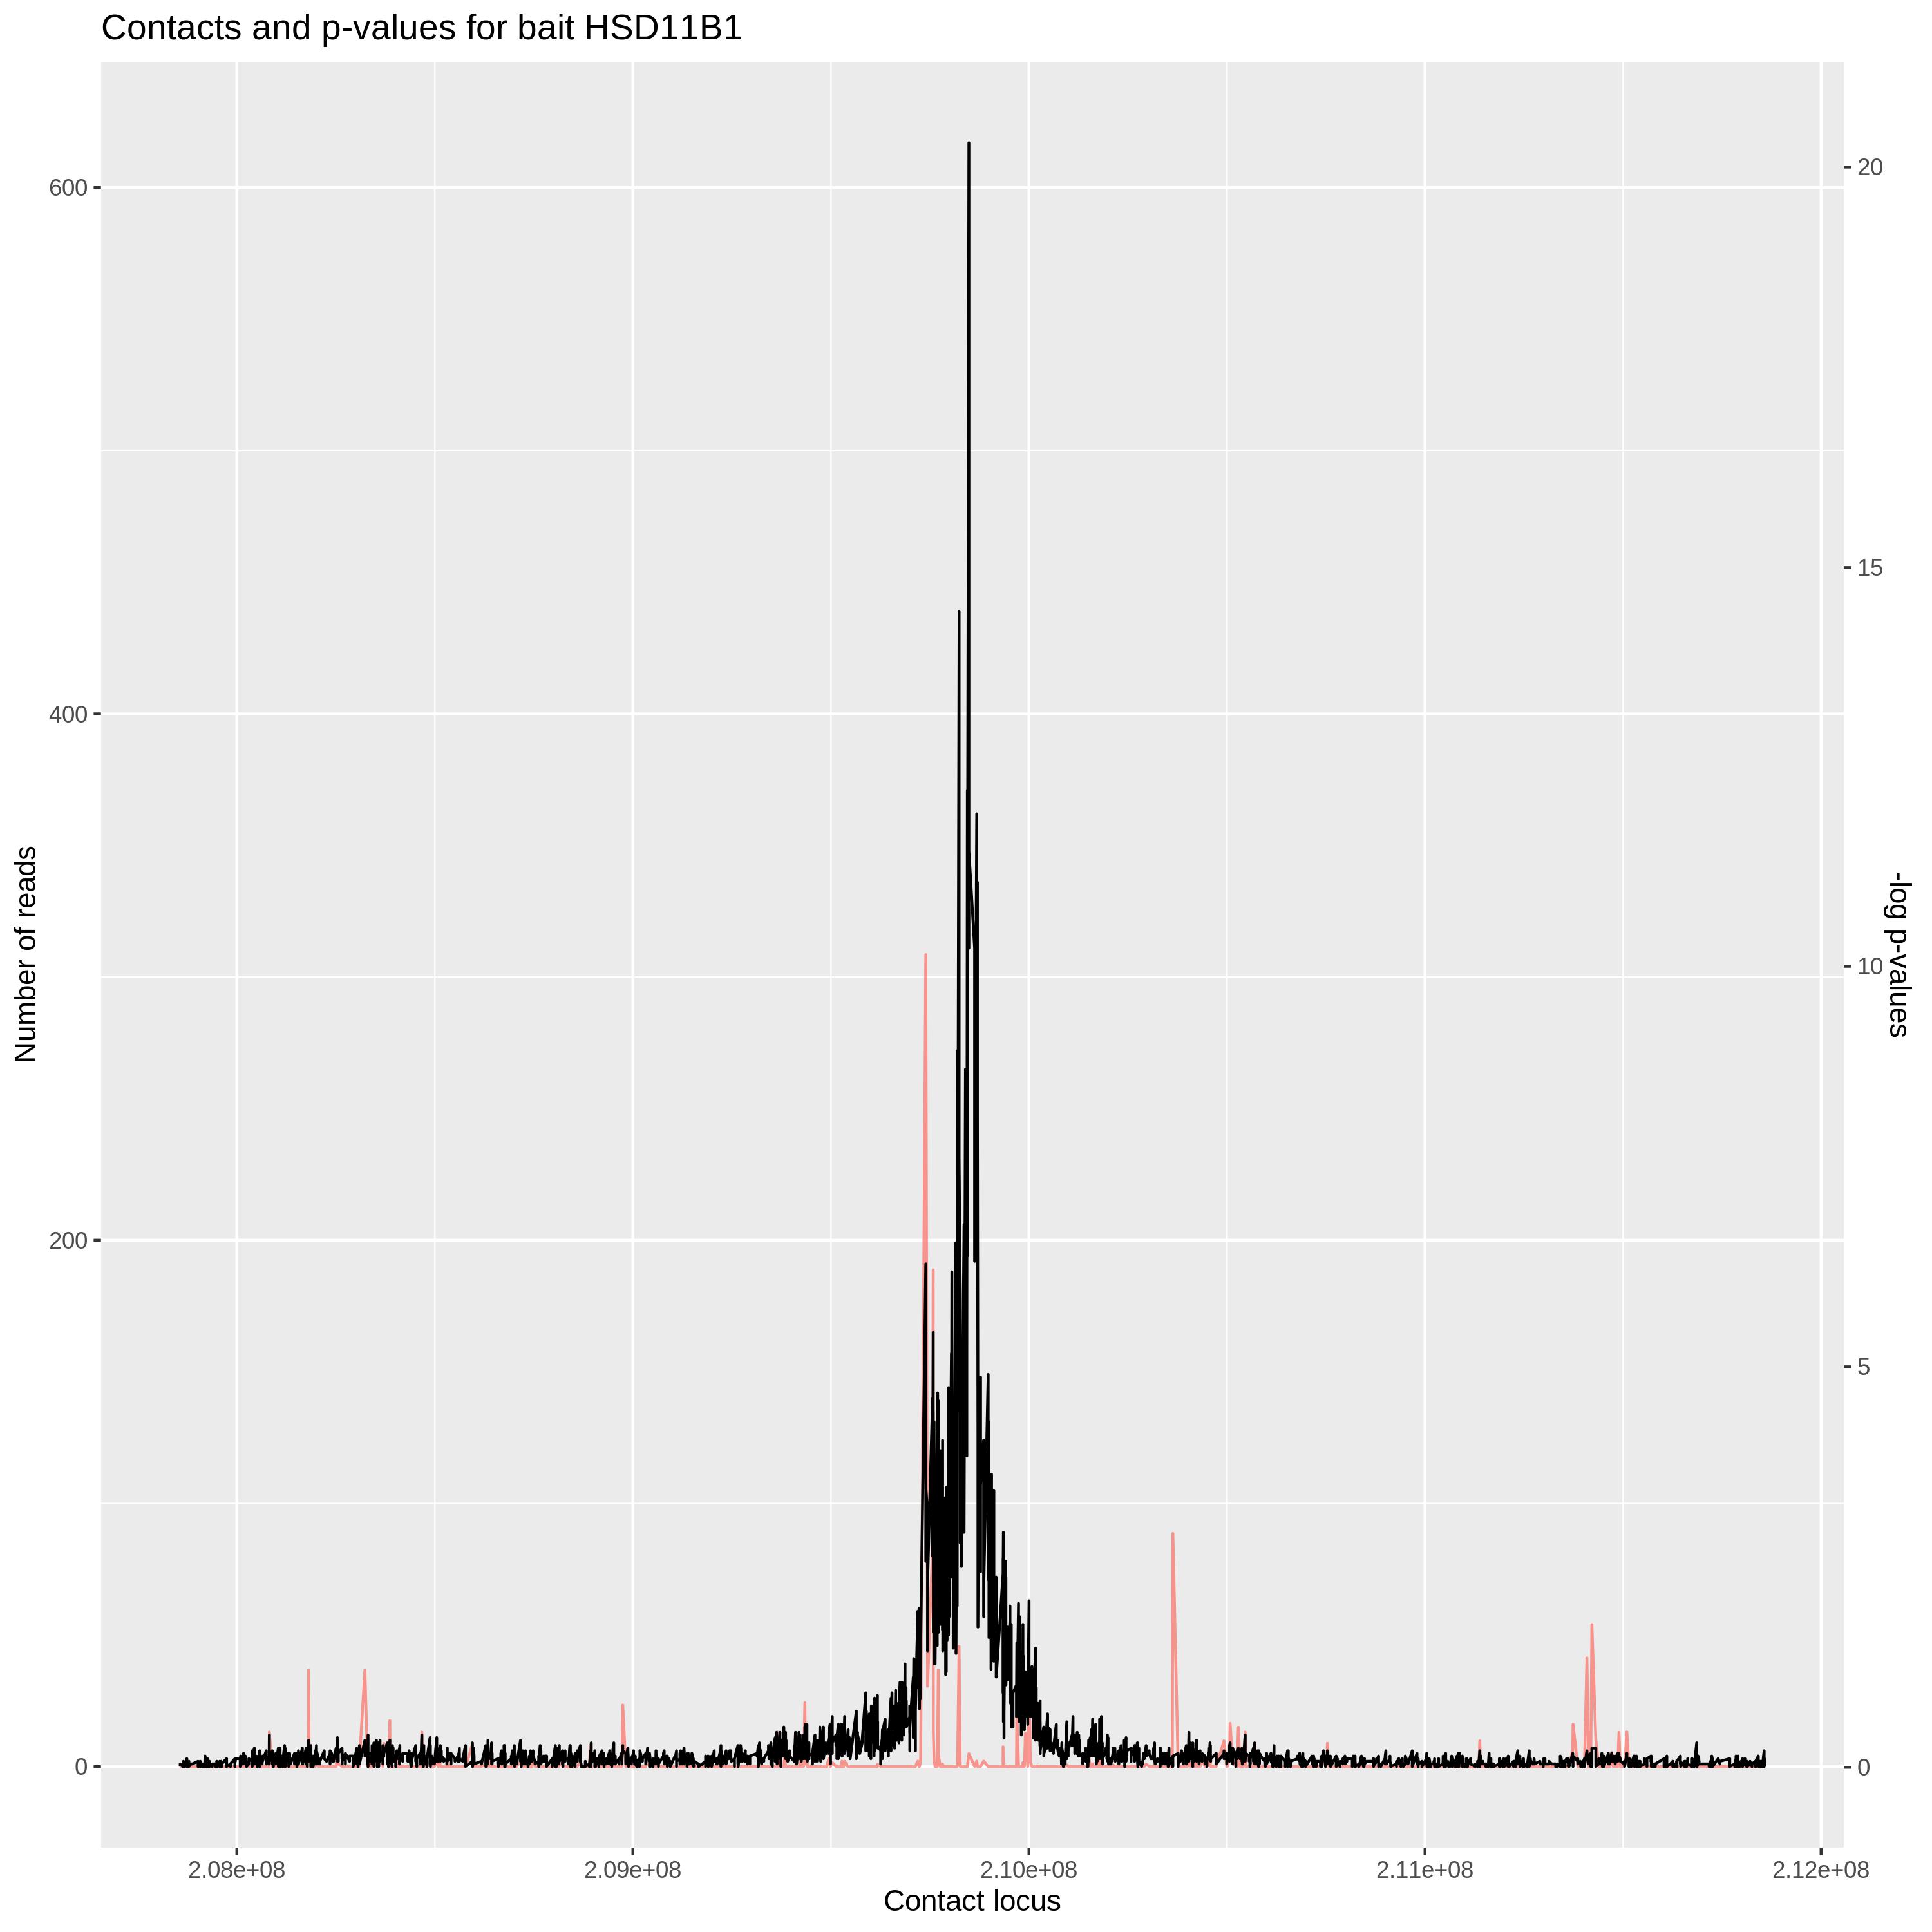 Contacts and p-values for bait HSD11B1
600
400
200
0
Number of reads
20
15
10
5
0
-log p-values
2.08e+08
2.09e+08
2.10e+08
2.11e+08
2.12e+08
Contact locus